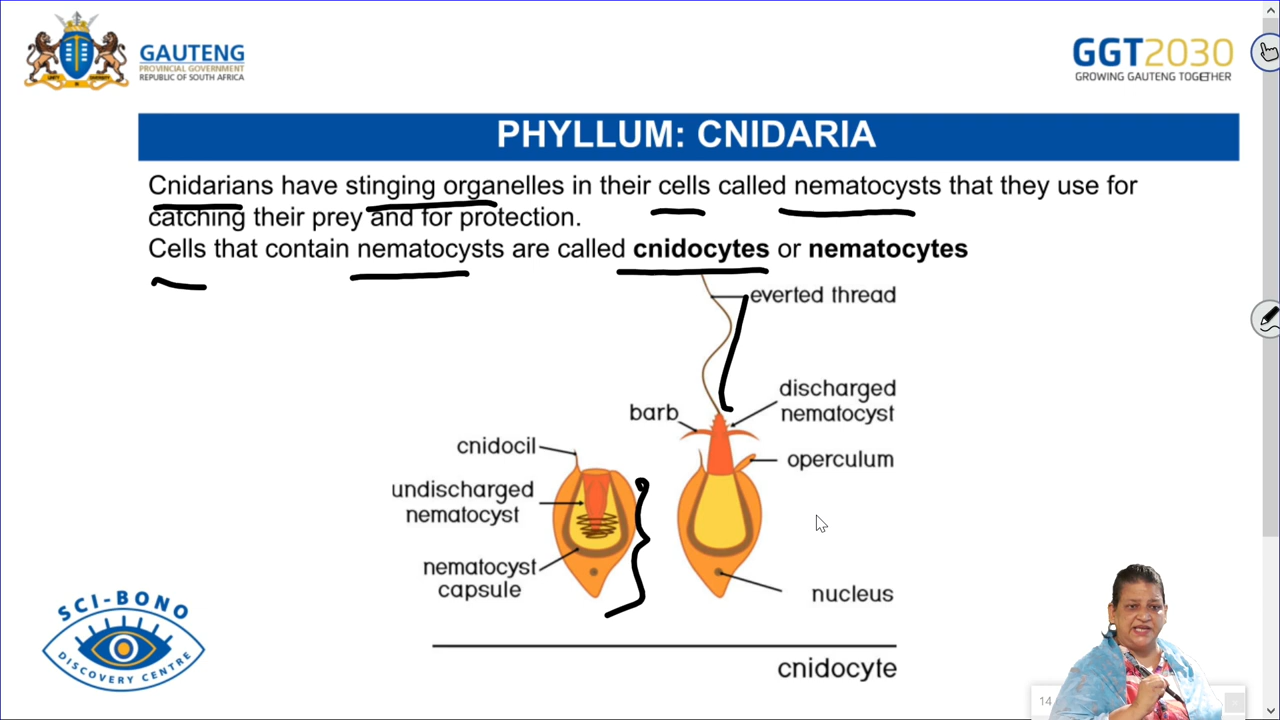 GAUTENG
PROVINCIAL GOVERNMENT
REPUBLIC OF SOUTH AFRICA
GGT2030
GROWING GAUTENG TOGETHER
PHYLLUM: CNIDARIA
Cnidarians have stinging organelles in their cells called nematocysts that they use for
catching their prey and for protection.
Cells that contain nematocysts are called cnidocytes or nematocytes
everted thread
discharged
nematocyst
barb
operculum
cnidocil
undischarged
nematocyst
nematocyst
capsule
nucleus
cnidocyte
SCI-BONO
DISCOVERY CENTRE
14